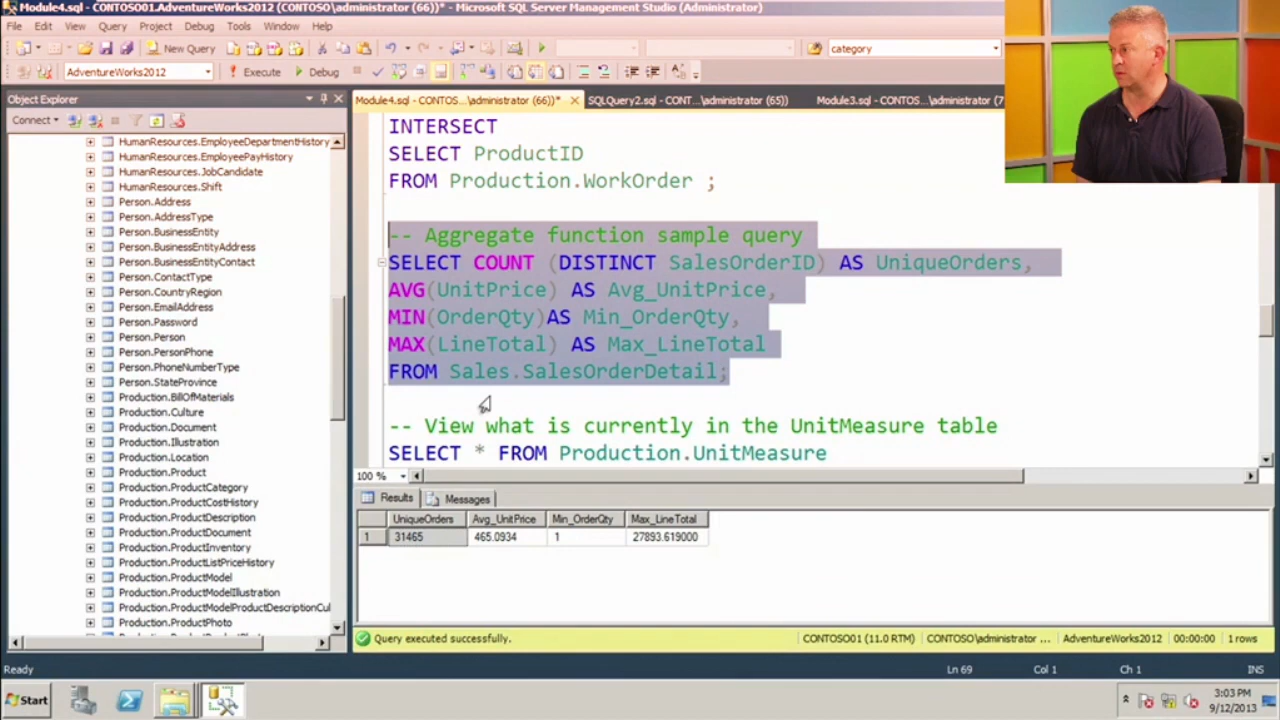 Module4.sql - CONTOSO01.AdventureWorks2012 (CONTOSO\administrator (66))* - Microsoft SQL Server Management Studio (Administrator)
File Edit View Query Project Debug Tools Window Help
New Query category
AdventureWorks2012 Execute Debug
Object Explorer
Connect
HumanResources.EmployeeDepartmentHistory
HumanResources.EmployeePayHistory
HumanResources.JobCandidate
HumanResources.Shift
Person.Address
Person.AddressType
Person.BusinessEntity
Person.BusinessEntityAddress
Person.BusinessEntityContact
Person.ContactType
Person.CountryRegion
Person.EmailAddress
Person.Password
Person.Person
Person.PersonPhone
Person.PhoneNumberType
Person.StateProvince
Production.BillOfMaterials
Production.Culture
Production.Document
Production.Illustration
Production.Location
Production.Product
Production.ProductCategory
Production.ProductCostHistory
Production.ProductDescription
Production.ProductDocument
Production.ProductInventory
Production.ProductListPriceHistory
Production.ProductModel
Production.ProductModelIllustration
Production.ProductModelProductDescriptionCul
Production.ProductPhoto
Module4.sql - CONTOS...\administrator (66))* SQLQuery2.sql - CONT...\administrator (65)) Module3.sql - CONTOS...\administrator (7
INTERSECT
SELECT ProductID
FROM Production.WorkOrder ;
-- Aggregate function sample query
SELECT COUNT (DISTINCT SalesOrderID) AS UniqueOrders,
AVG(UnitPrice) AS Avg_UnitPrice,
MIN(OrderQty)AS Min_OrderQty,
MAX(LineTotal) AS Max_LineTotal
FROM Sales.SalesOrderDetail;
-- View what is currently in the UnitMeasure table
SELECT * FROM Production.UnitMeasure
100 %
Results Messages
UniqueOrders Avg_UnitPrice Min_OrderQty Max_LineTotal
1 31465 465.0934 1 27893.619000
Query executed successfully. CONTOSO01 (11.0 RTM) CONTOSO\administrator ... AdventureWorks2012 00:00:00 1 rows
Ready Ln 69 Col 1 Ch 1 INS
Start 3:03 PM
9/12/2013